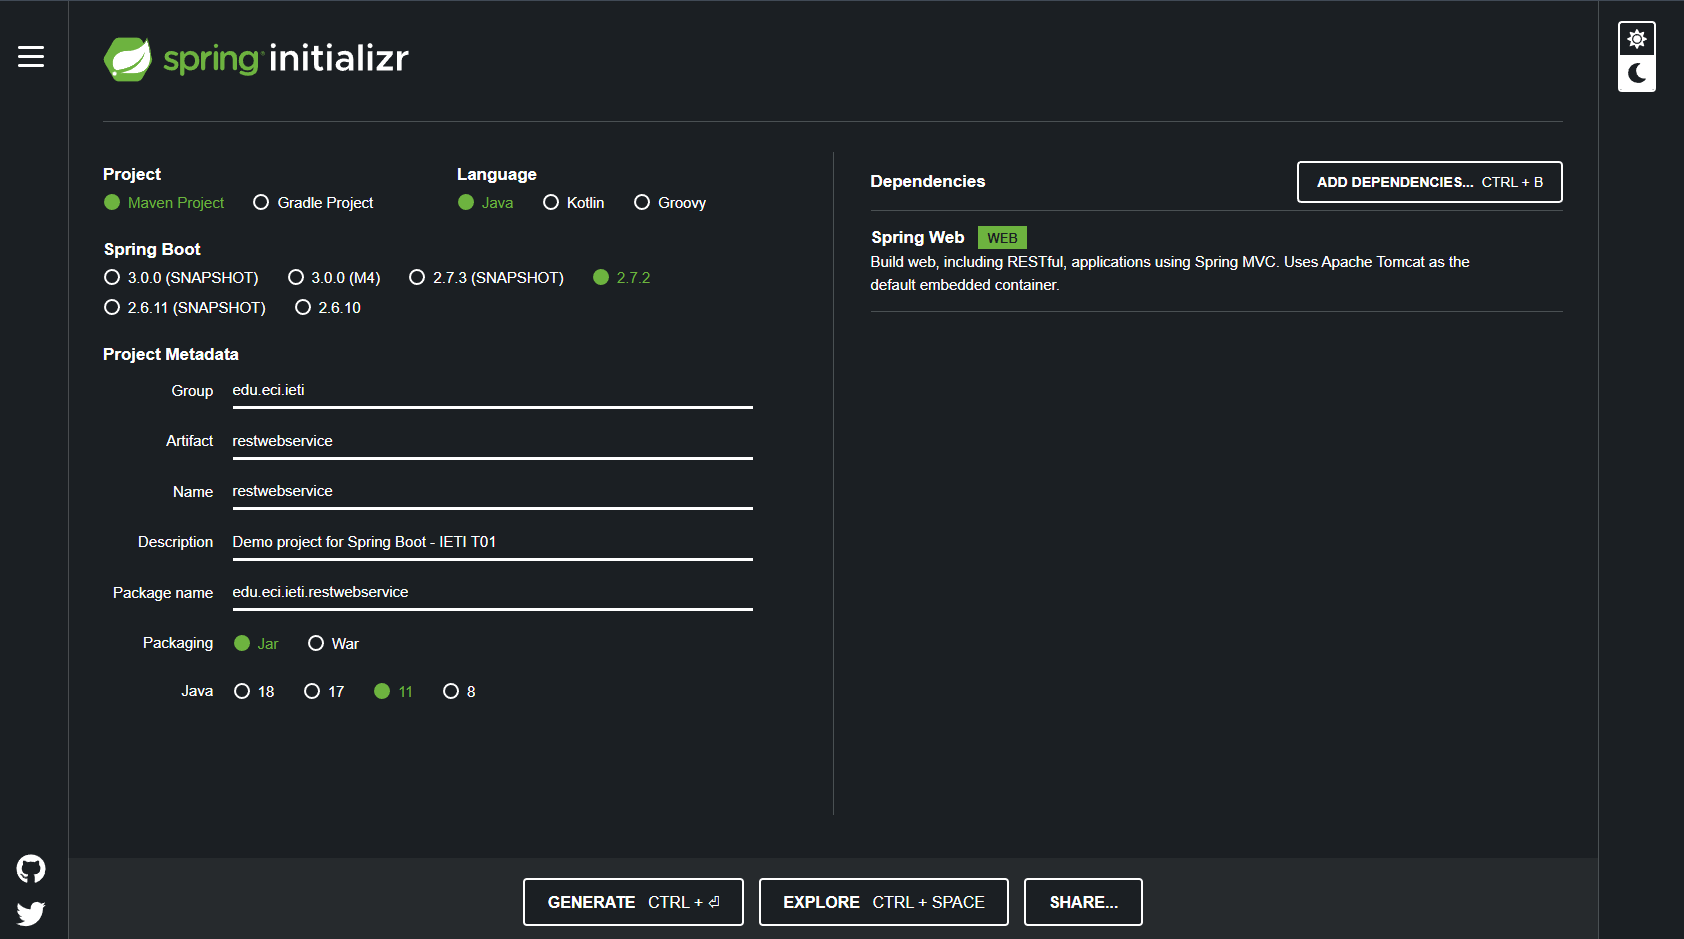 spring initializr
Project
Maven Project Gradle Project
Language
Java Kotlin Groovy
Spring Boot
3.0.0 (SNAPSHOT) 3.0.0 (M4) 2.7.3 (SNAPSHOT) 2.7.2
2.6.11 (SNAPSHOT) 2.6.10
Project Metadata
Group edu.eci.ieti
Artifact restwebservice
Name restwebservice
Description Demo project for Spring Boot - IETI T01
Package name edu.eci.ieti.restwebservice
Packaging Jar War
Java 18 17 11 8
Dependencies
ADD DEPENDENCIES... CTRL + B
Spring Web WEB
Build web, including RESTful, applications using Spring MVC. Uses Apache Tomcat as the
default embedded container.
GENERATE CTRL + ⏎
EXPLORE CTRL + SPACE
SHARE...